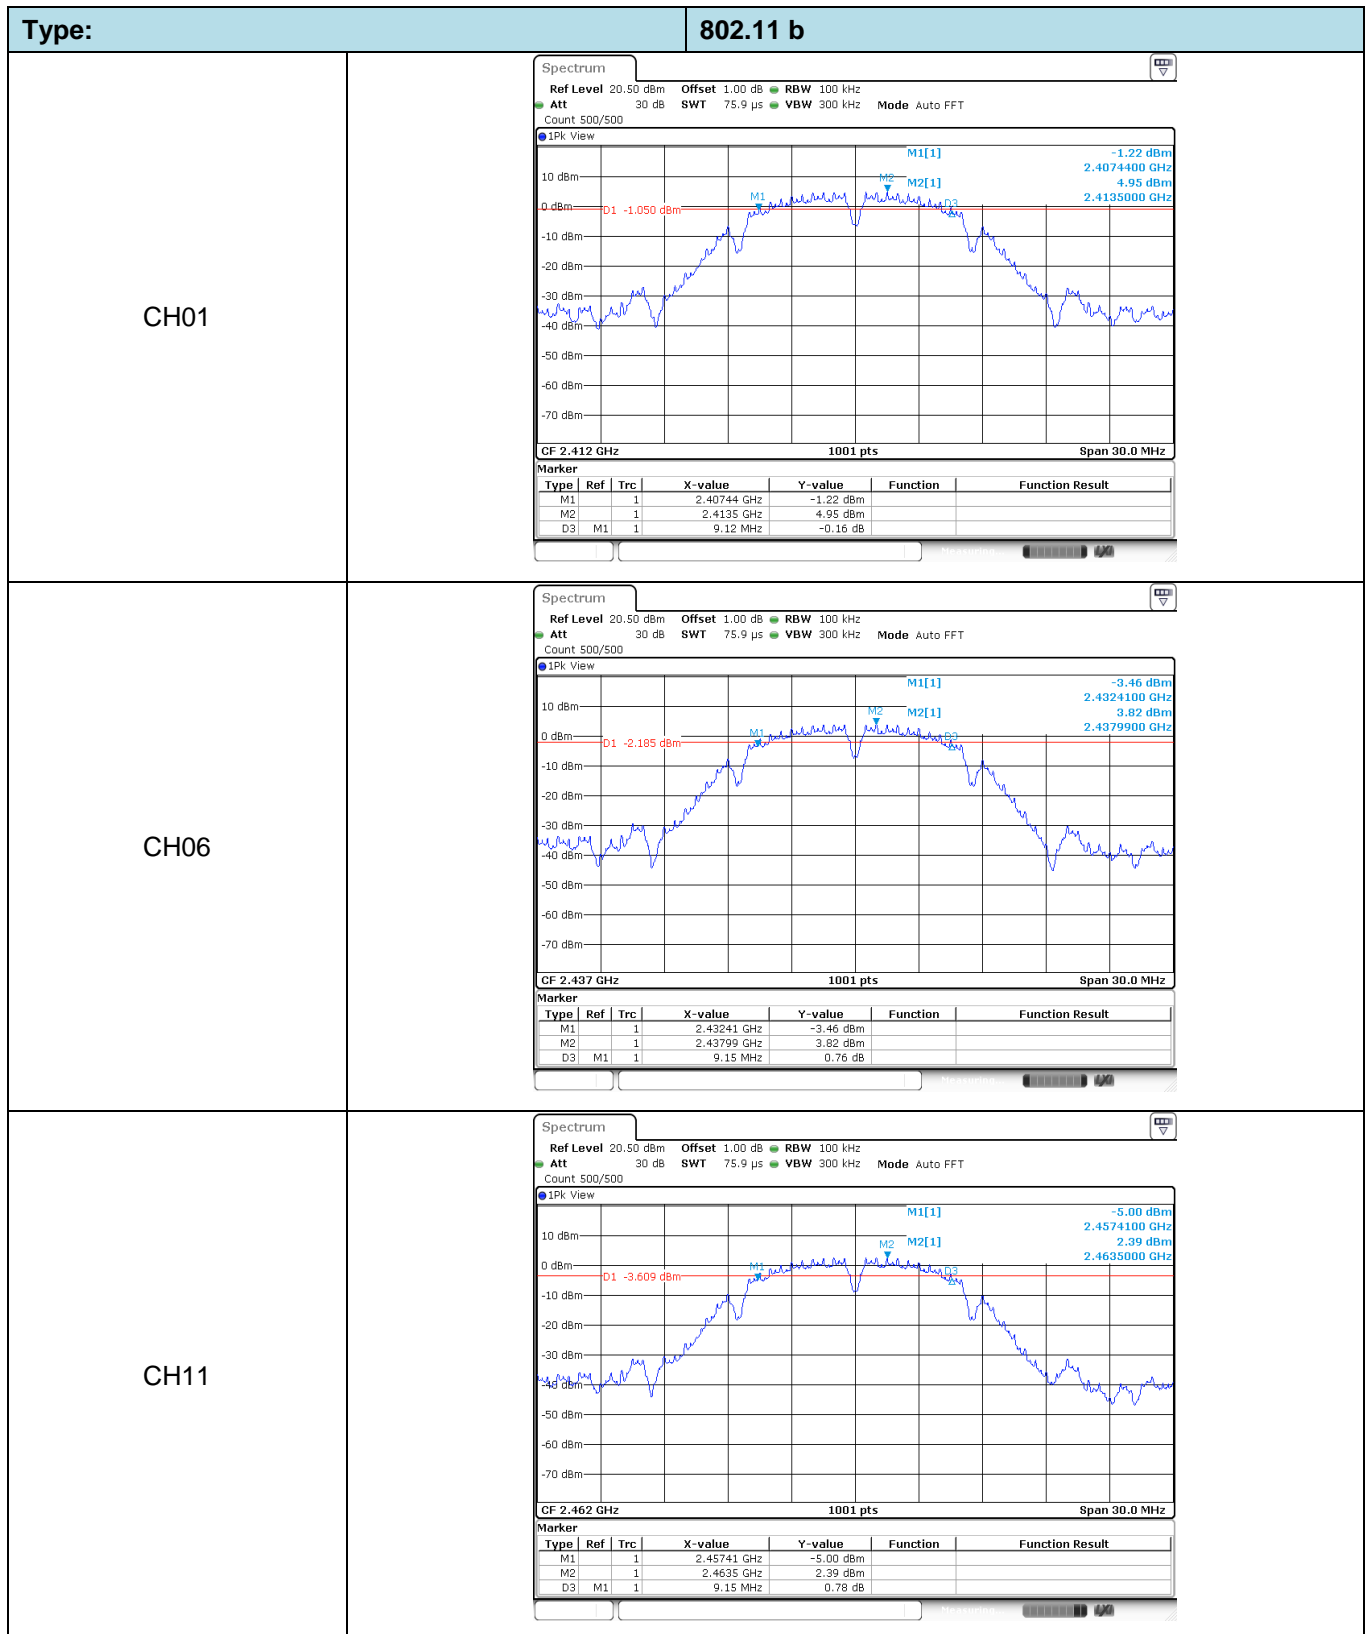 Type: 802.11 b
CH01
Spectrum
Ref Level 20.50 dBm Offset 1.00 dB RBW 100 kHz
Att 30 dB SWT 75.9 µs VBW 300 kHz Mode Auto FFT
Count 500/500
1Pk View
M1[1] -1.22 dBm
2.4074400 GHz
10 dBm M2 M2[1] 4.95 dBm
M1 D3 2.4135000 GHz
0 dBm D1 -1.050 dBm
-10 dBm
-20 dBm
-30 dBm
-40 dBm
-50 dBm
-60 dBm
-70 dBm
CF 2.412 GHz 1001 pts Span 30.0 MHz
Marker
Type Ref Trc X-value Y-value Function Function Result
M1 1 2.40744 GHz -1.22 dBm
M2 1 2.4135 GHz 4.95 dBm
D3 M1 1 9.12 MHz -0.16 dB
Measuring...
CH06
Spectrum
Ref Level 20.50 dBm Offset 1.00 dB RBW 100 kHz
Att 30 dB SWT 75.9 µs VBW 300 kHz Mode Auto FFT
Count 500/500
1Pk View
M1[1] -3.46 dBm
2.4324100 GHz
10 dBm M2 M2[1] 3.82 dBm
2.4379900 GHz
0 dBm M1 D3
D1 -2.185 dBm
-10 dBm
-20 dBm
-30 dBm
-40 dBm
-50 dBm
-60 dBm
-70 dBm
CF 2.437 GHz 1001 pts Span 30.0 MHz
Marker
Type Ref Trc X-value Y-value Function Function Result
M1 1 2.43241 GHz -3.46 dBm
M2 1 2.43799 GHz 3.82 dBm
D3 M1 1 9.15 MHz 0.76 dB
Measuring...
CH11
Spectrum
Ref Level 20.50 dBm Offset 1.00 dB RBW 100 kHz
Att 30 dB SWT 75.9 µs VBW 300 kHz Mode Auto FFT
Count 500/500
1Pk View
M1[1] -5.00 dBm
2.4574100 GHz
10 dBm M2 M2[1] 2.39 dBm
2.4635000 GHz
0 dBm M1 D3
D1 -3.609 dBm
-10 dBm
-20 dBm
-30 dBm
-40 dBm
-50 dBm
-60 dBm
-70 dBm
CF 2.462 GHz 1001 pts Span 30.0 MHz
Marker
Type Ref Trc X-value Y-value Function Function Result
M1 1 2.45741 GHz -5.00 dBm
M2 1 2.4635 GHz 2.39 dBm
D3 M1 1 9.15 MHz 0.78 dB
Measuring...